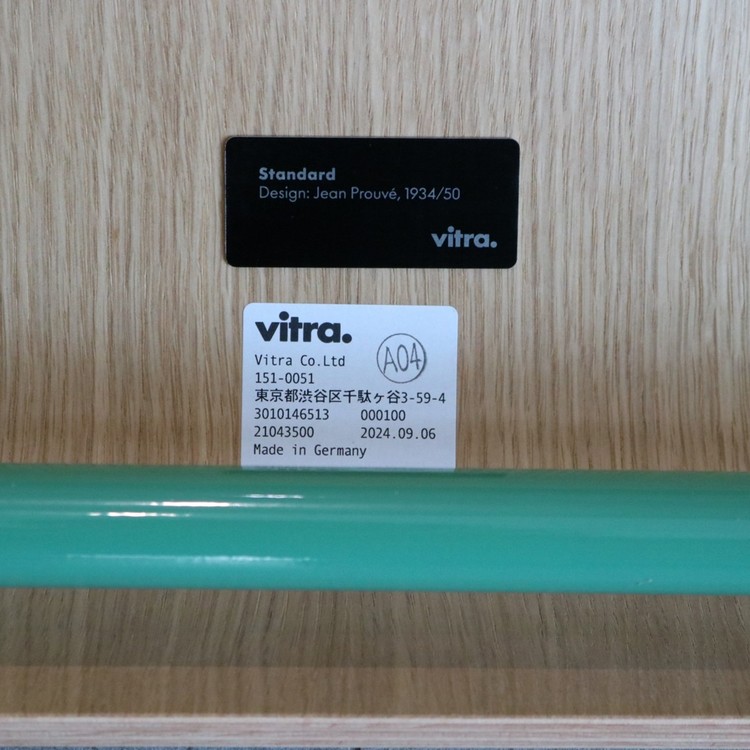 Standard
Design: Jean Prouvé, 1934/50
vitra.
vitra.
A04
Vitra Co.Ltd
151-0051
東京都渋谷区千駄ヶ谷3-59-4
3010146513 000100
21043500 2024.09.06
Made in Germany